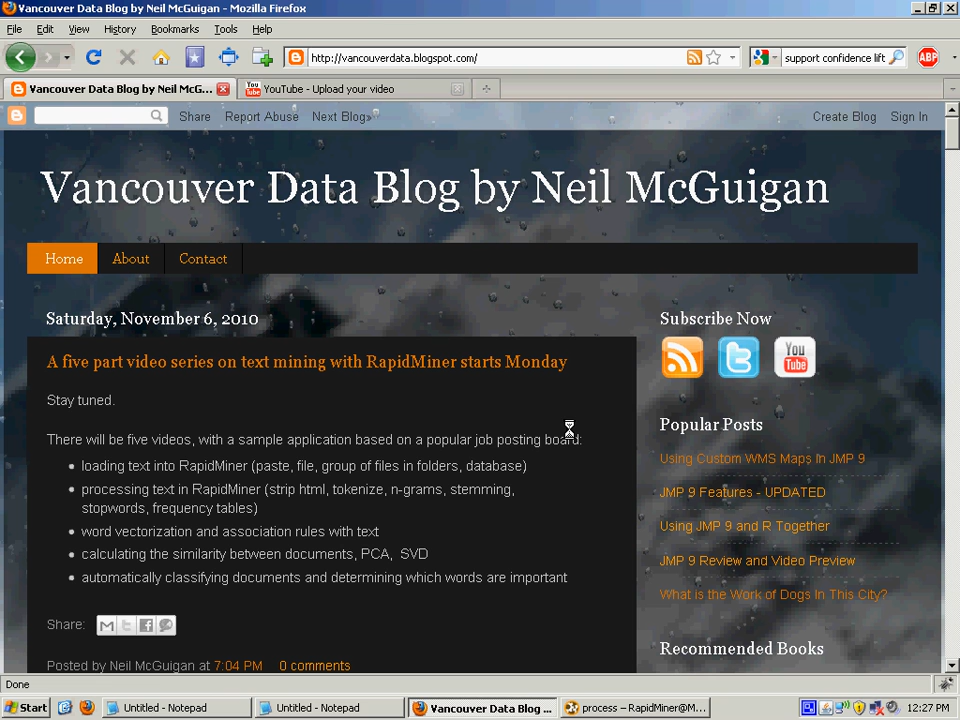 Vancouver Data Blog by Neil McGuigan - Mozilla Firefox
File Edit View History Bookmarks Tools Help
http://vancouverdata.blogspot.com/
support confidence lift
ABP
Vancouver Data Blog by Neil McG...
YouTube - Upload your video
Share Report Abuse Next Blog»
Create Blog Sign In
Vancouver Data Blog by Neil McGuigan
Home About Contact
Saturday, November 6, 2010
A five part video series on text mining with RapidMiner starts Monday
Stay tuned.
There will be five videos, with a sample application based on a popular job posting board:
loading text into RapidMiner (paste, file, group of files in folders, database)
processing text in RapidMiner (strip html, tokenize, n-grams, stemming,
stopwords, frequency tables)
word vectorization and association rules with text
calculating the similarity between documents, PCA, SVD
automatically classifying documents and determining which words are important
Share:
Posted by Neil McGuigan at 7:04 PM 0 comments
Subscribe Now
You
Tube
Popular Posts
Using Custom WMS Maps In JMP 9
JMP 9 Features - UPDATED
Using JMP 9 and R Together
JMP 9 Review and Video Preview
What is the Work of Dogs In This City?
Recommended Books
Done
Start
Untitled - Notepad
Untitled - Notepad
Vancouver Data Blog ...
process – RapidMiner@M...
12:27 PM